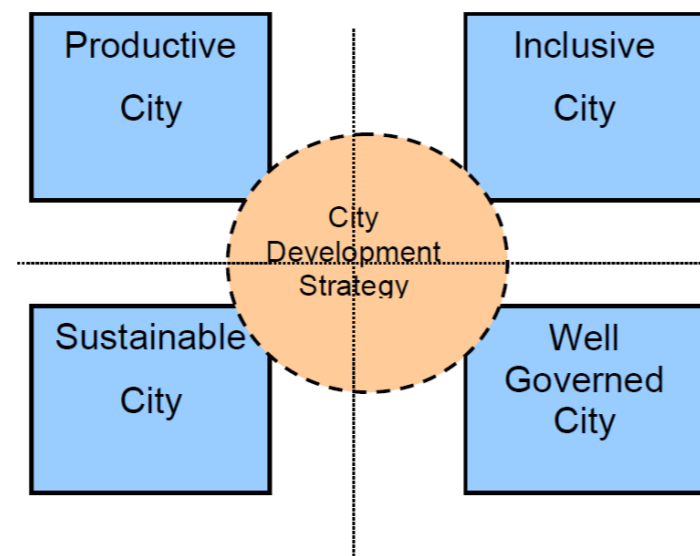 Productive
City
Inclusive
City
City
Development
Strategy
Sustainable
City
Well
Governed
City